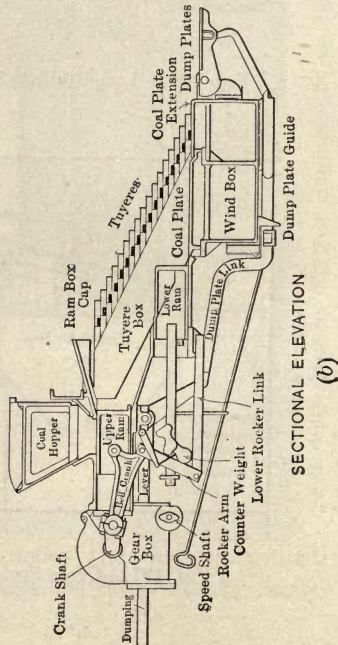 Coal
Hopper
Ram Box
Cap
Tuyeres
Coal Plate
Extension
Dump Plates
Crank Shaft
Upper
Ram
Tuyere
Box
Coal Plate
Bell Crank
Lever
Lower
Ram
Wind Box
Gear
Box
Dumping
Dump Plate Link
Speed Shaft
Rocker Arm
Counter Weight
Lower Rocker Link
Dump Plate Guide
SECTIONAL ELEVATION
(b)